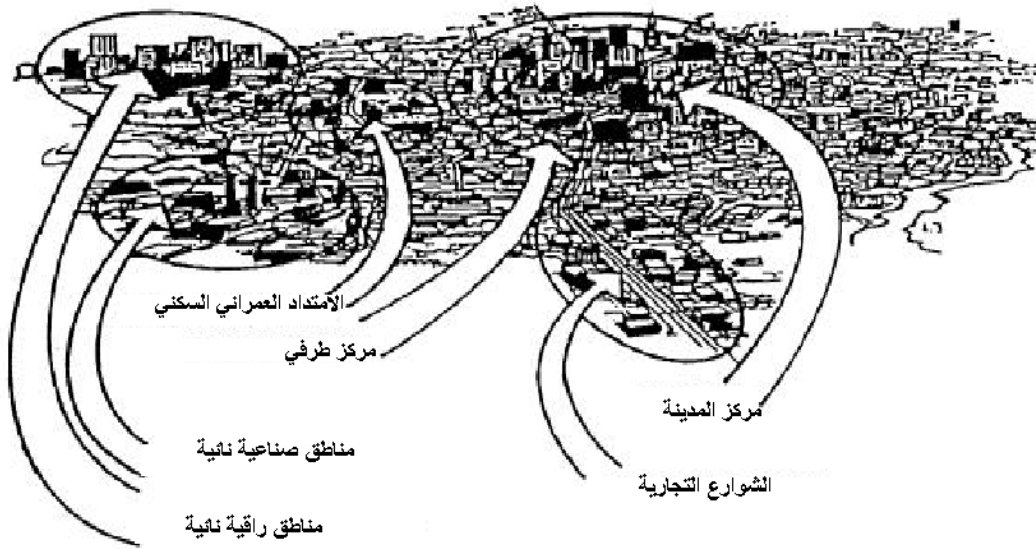 الامتداد العمراني السكني
مركز طرفي
مركز المدينة
مناطق صناعية نائية
الشوارع التجارية
مناطق راقية نائية